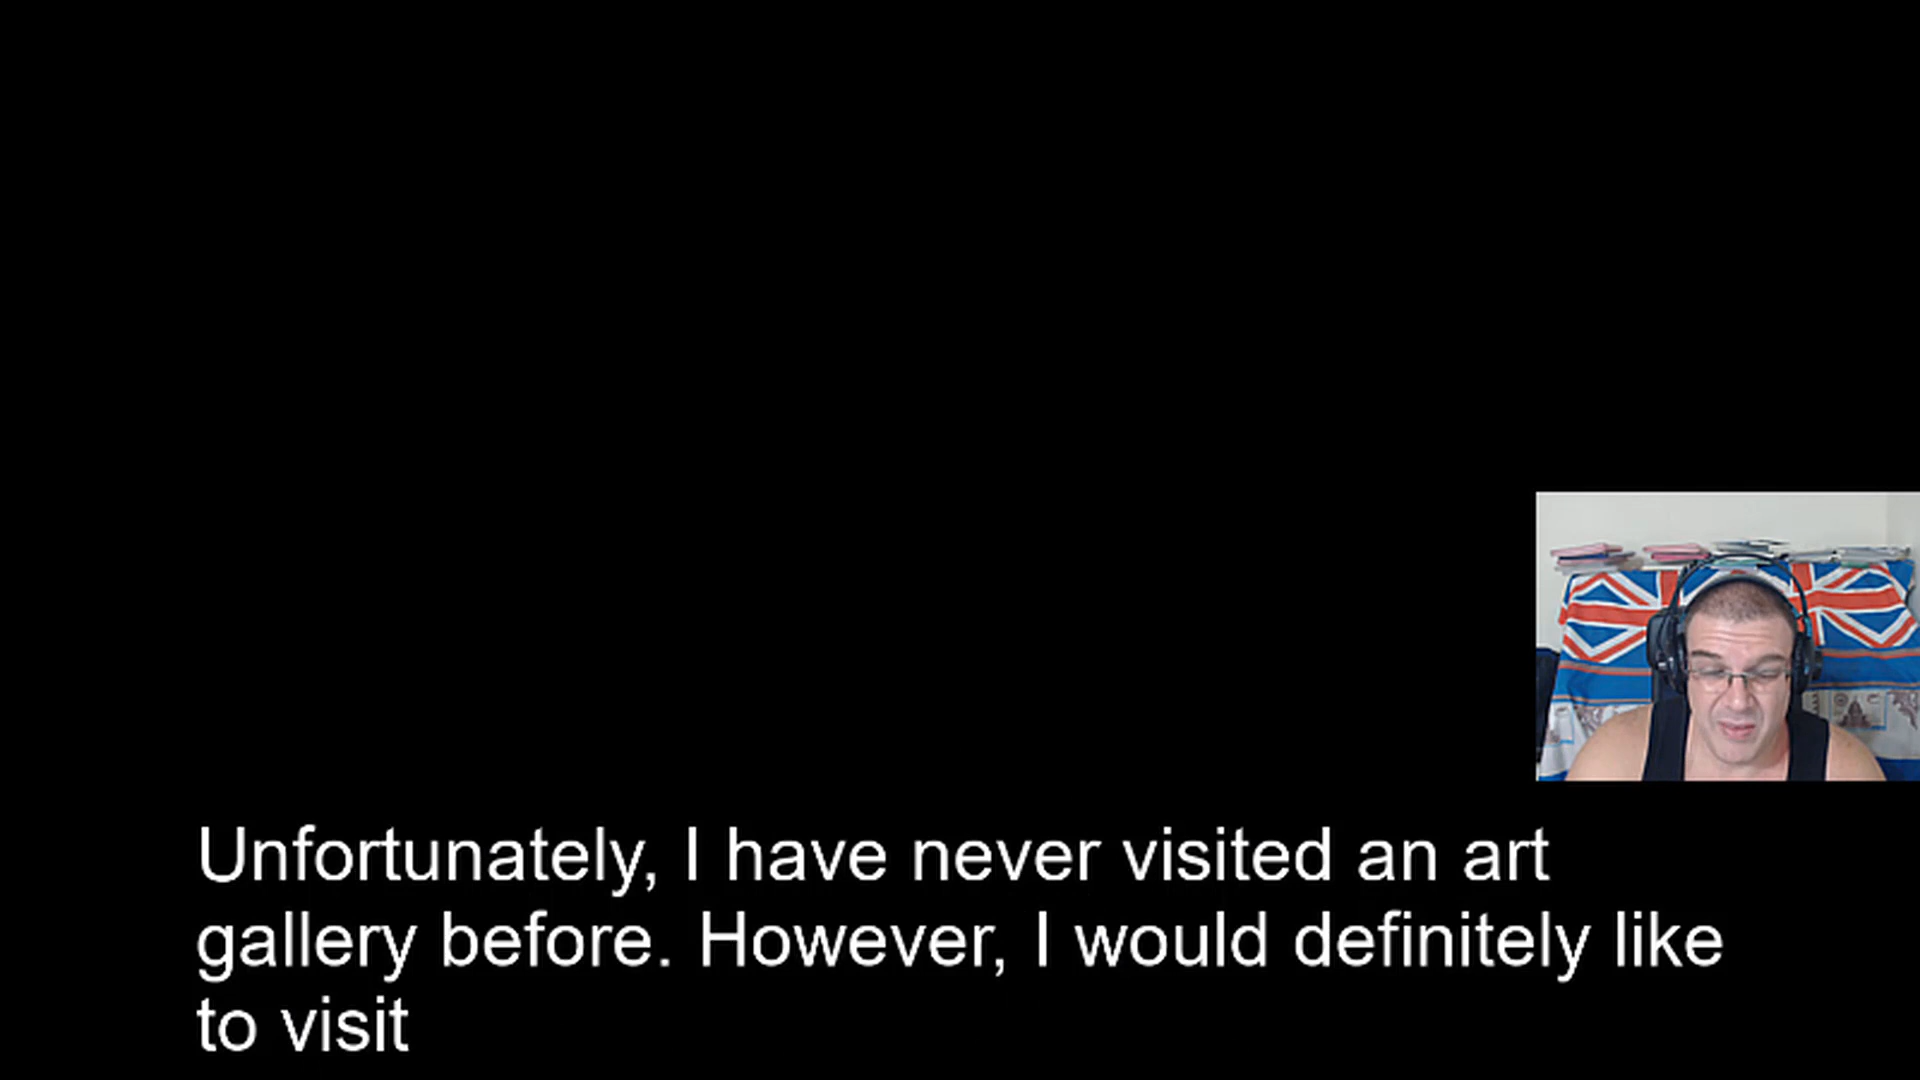 Unfortunately, I have never visited an art
gallery before. However, I would definitely like
to visit